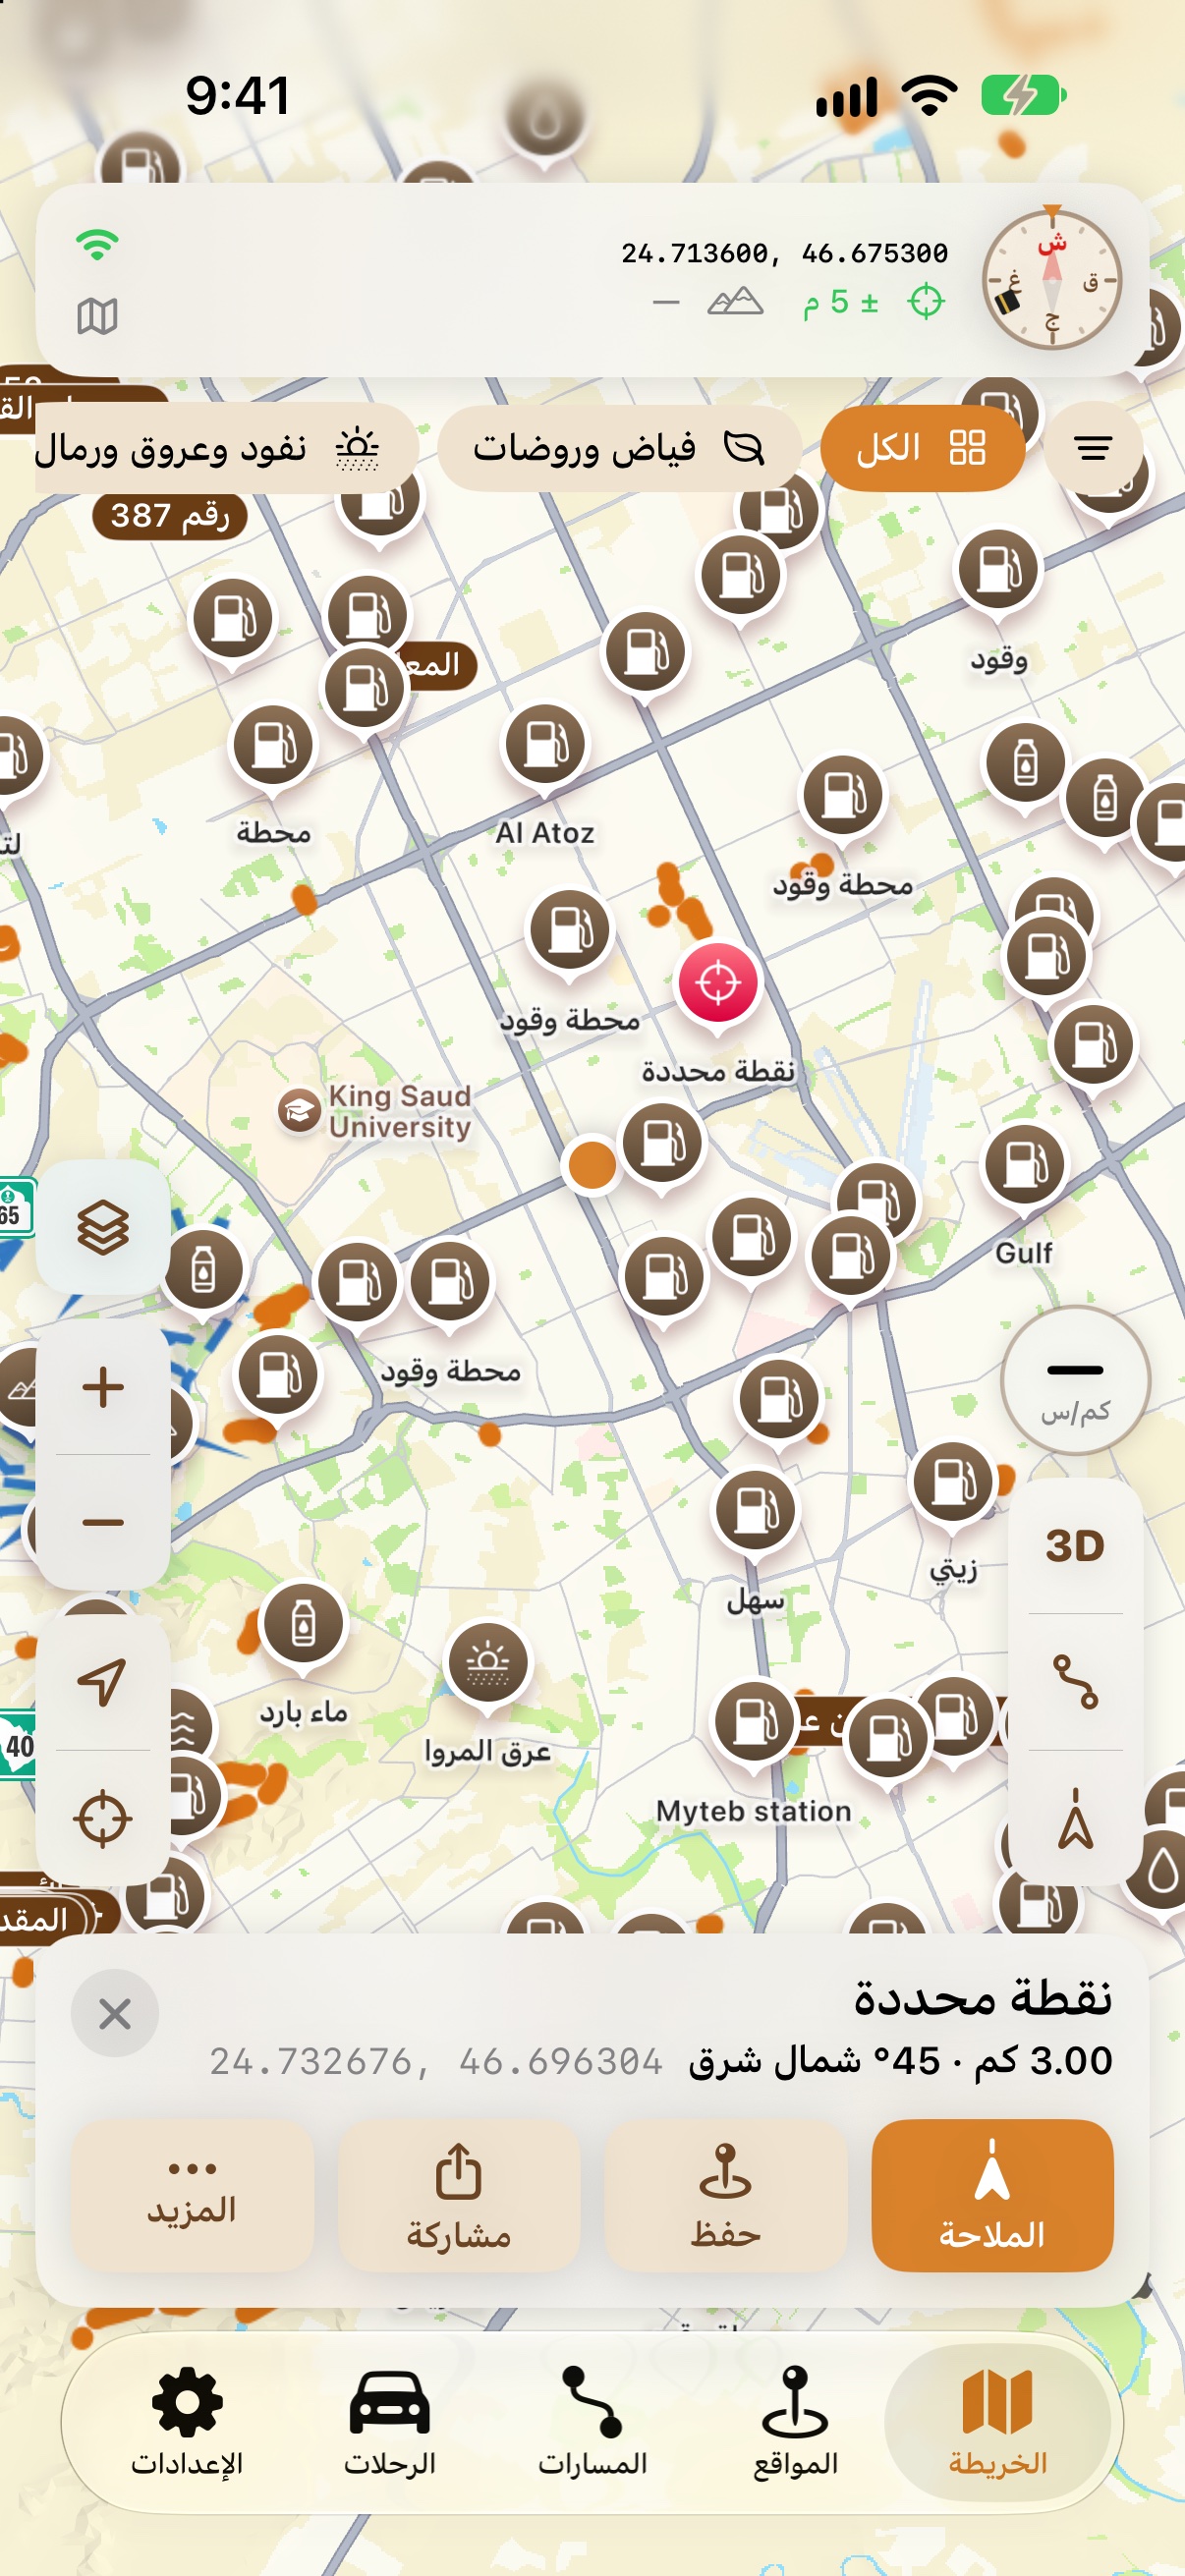 9:41
24.713600, 46.675300
± 5 م
—
ش
ق
غ
ج
الكل
فياض وروضات
نفود وعروق ورمال
رقم 387
وقود
محطة
Al Atoz
محطة وقود
محطة وقود
نقطة محددة
King Saud
University
65
Gulf
محطة وقود
كم/س
3D
زيتي
سهل
ماء بارد
عرق المروا
40
Myteb station
نقطة محددة
3.00 كم · 45° شمال شرق 24.732676, 46.696304
الملاحة
حفظ
مشاركة
المزيد
الخريطة
المواقع
المسارات
الرحلات
الإعدادات